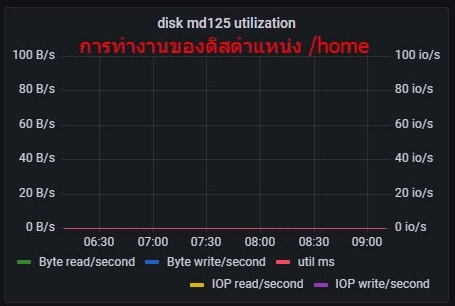 disk md125 utilization
การทำงานของดิสตำแหน่ง /home
100 B/s 100 io/s
80 B/s 80 io/s
60 B/s 60 io/s
40 B/s 40 io/s
20 B/s 20 io/s
0 B/s 0 io/s
06:30 07:00 07:30 08:00 08:30 09:00
Byte read/second Byte write/second util ms
IOP read/second IOP write/second